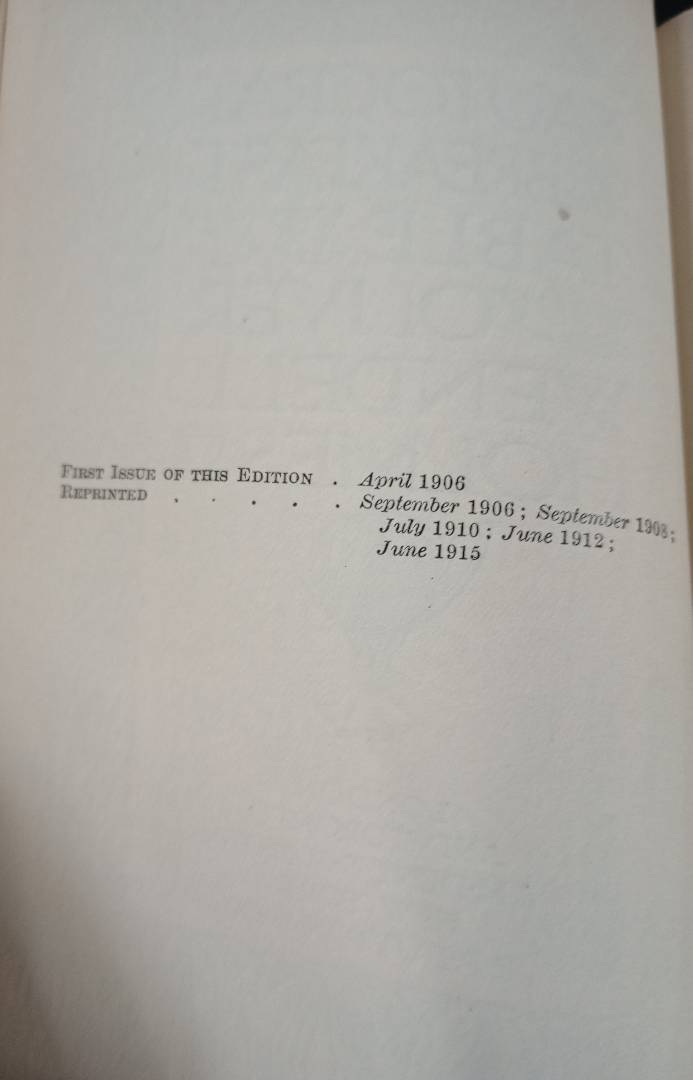 FIRST ISSUE OF THIS EDITION . April 1906
REPRINTED . . . . . September 1906 ; September 1908 ;
July 1910 ; June 1912 ;
June 1915